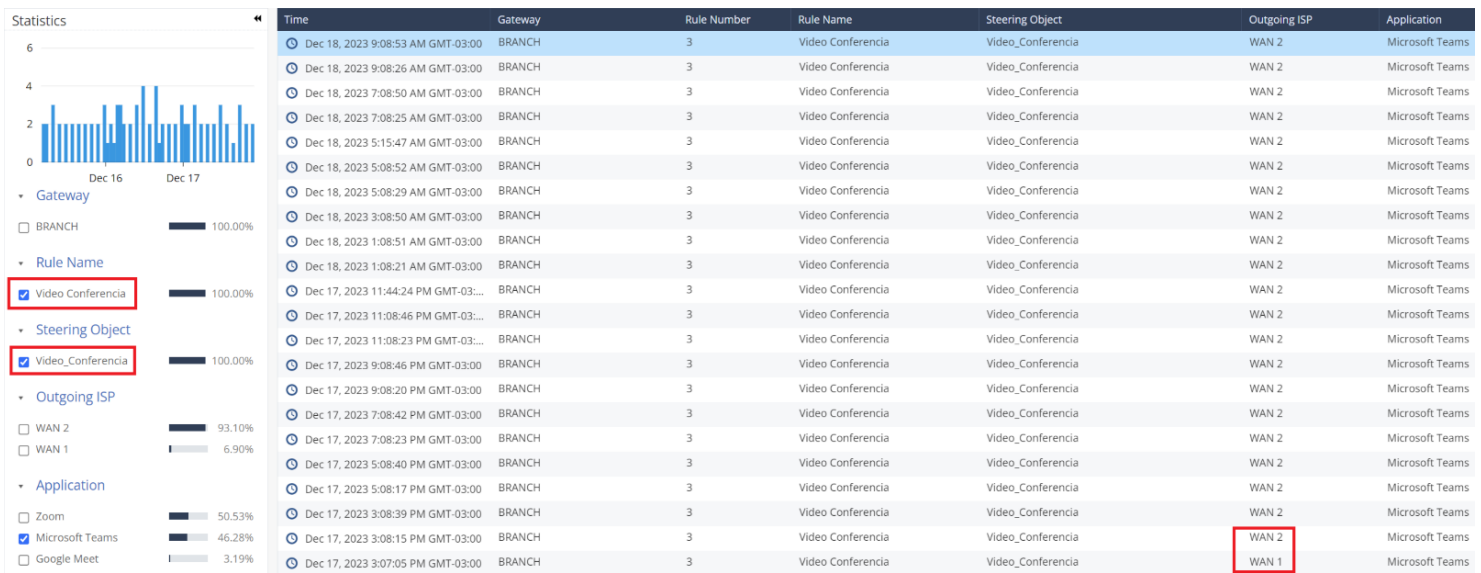 Statistics
6
4
2
0
Dec 16 Dec 17
Gateway
BRANCH 100.00%
Rule Name
Video Conferencia 100.00%
Steering Object
Video_Conferencia 100.00%
Outgoing ISP
WAN 2 93.10%
WAN 1 6.90%
Application
Zoom 50.53%
Microsoft Teams 46.28%
Google Meet 3.19%
Time Gateway Rule Number Rule Name Steering Object Outgoing ISP Application
Dec 18, 2023 9:08:53 AM GMT-03:00 BRANCH 3 Video Conferencia Video_Conferencia WAN 2 Microsoft Teams
Dec 18, 2023 9:08:26 AM GMT-03:00 BRANCH 3 Video Conferencia Video_Conferencia WAN 2 Microsoft Teams
Dec 18, 2023 7:08:50 AM GMT-03:00 BRANCH 3 Video Conferencia Video_Conferencia WAN 2 Microsoft Teams
Dec 18, 2023 7:08:25 AM GMT-03:00 BRANCH 3 Video Conferencia Video_Conferencia WAN 2 Microsoft Teams
Dec 18, 2023 5:15:47 AM GMT-03:00 BRANCH 3 Video Conferencia Video_Conferencia WAN 2 Microsoft Teams
Dec 18, 2023 5:08:52 AM GMT-03:00 BRANCH 3 Video Conferencia Video_Conferencia WAN 2 Microsoft Teams
Dec 18, 2023 5:08:29 AM GMT-03:00 BRANCH 3 Video Conferencia Video_Conferencia WAN 2 Microsoft Teams
Dec 18, 2023 3:08:50 AM GMT-03:00 BRANCH 3 Video Conferencia Video_Conferencia WAN 2 Microsoft Teams
Dec 18, 2023 1:08:51 AM GMT-03:00 BRANCH 3 Video Conferencia Video_Conferencia WAN 2 Microsoft Teams
Dec 18, 2023 1:08:21 AM GMT-03:00 BRANCH 3 Video Conferencia Video_Conferencia WAN 2 Microsoft Teams
Dec 17, 2023 11:44:24 PM GMT-03:... BRANCH 3 Video Conferencia Video_Conferencia WAN 2 Microsoft Teams
Dec 17, 2023 11:08:46 PM GMT-03:... BRANCH 3 Video Conferencia Video_Conferencia WAN 2 Microsoft Teams
Dec 17, 2023 11:08:23 PM GMT-03:... BRANCH 3 Video Conferencia Video_Conferencia WAN 2 Microsoft Teams
Dec 17, 2023 9:08:46 PM GMT-03:00 BRANCH 3 Video Conferencia Video_Conferencia WAN 2 Microsoft Teams
Dec 17, 2023 9:08:20 PM GMT-03:00 BRANCH 3 Video Conferencia Video_Conferencia WAN 2 Microsoft Teams
Dec 17, 2023 7:08:42 PM GMT-03:00 BRANCH 3 Video Conferencia Video_Conferencia WAN 2 Microsoft Teams
Dec 17, 2023 7:08:23 PM GMT-03:00 BRANCH 3 Video Conferencia Video_Conferencia WAN 2 Microsoft Teams
Dec 17, 2023 5:08:40 PM GMT-03:00 BRANCH 3 Video Conferencia Video_Conferencia WAN 2 Microsoft Teams
Dec 17, 2023 5:08:17 PM GMT-03:00 BRANCH 3 Video Conferencia Video_Conferencia WAN 2 Microsoft Teams
Dec 17, 2023 3:08:39 PM GMT-03:00 BRANCH 3 Video Conferencia Video_Conferencia WAN 2 Microsoft Teams
Dec 17, 2023 3:08:15 PM GMT-03:00 BRANCH 3 Video Conferencia Video_Conferencia WAN 2 Microsoft Teams
Dec 17, 2023 3:07:05 PM GMT-03:00 BRANCH 3 Video Conferencia Video_Conferencia WAN 1 Microsoft Teams